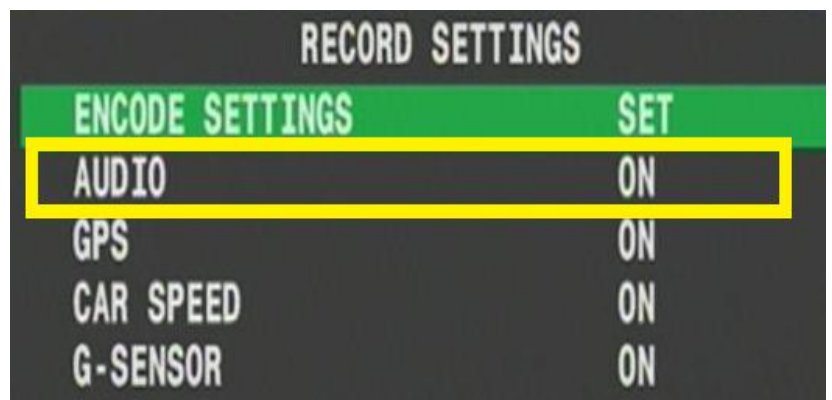 RECORD SETTINGS
ENCODE SETTINGS SET
AUDIO ON
GPS ON
CAR SPEED ON
G-SENSOR ON